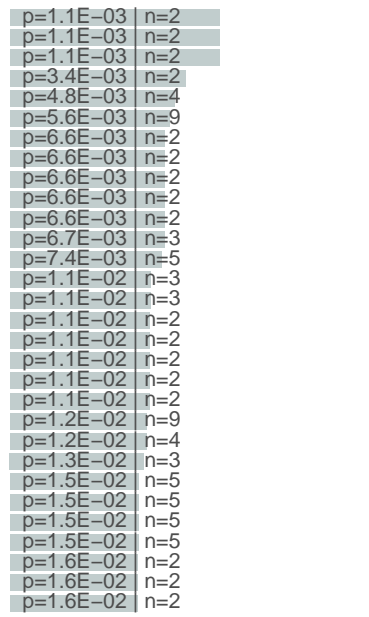 p=1.1E−03 n=2
p=1.1E−03 n=2
p=1.1E−03 n=2
p=3.4E−03 n=2
p=4.8E−03 n=4
p=5.6E−03 n=9
p=6.6E−03 n=2
p=6.6E−03 n=2
p=6.6E−03 n=2
p=6.6E−03 n=2
p=6.6E−03 n=2
p=6.7E−03 n=3
p=7.4E−03 n=5
p=1.1E−02 n=3
p=1.1E−02 n=3
p=1.1E−02 n=2
p=1.1E−02 n=2
p=1.1E−02 n=2
p=1.1E−02 n=2
p=1.1E−02 n=2
p=1.2E−02 n=9
p=1.2E−02 n=4
p=1.3E−02 n=3
p=1.5E−02 n=5
p=1.5E−02 n=5
p=1.5E−02 n=5
p=1.5E−02 n=5
p=1.6E−02 n=2
p=1.6E−02 n=2
p=1.6E−02 n=2